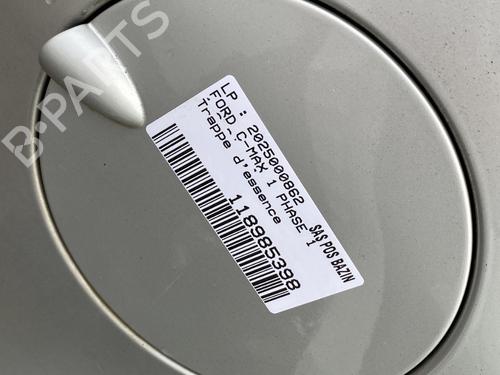 B-PARTS
LP : 2025000862
FORD - C-MAX 1 PHASE 1
Trappe d'essence
118985398
SAS POS BAZIN